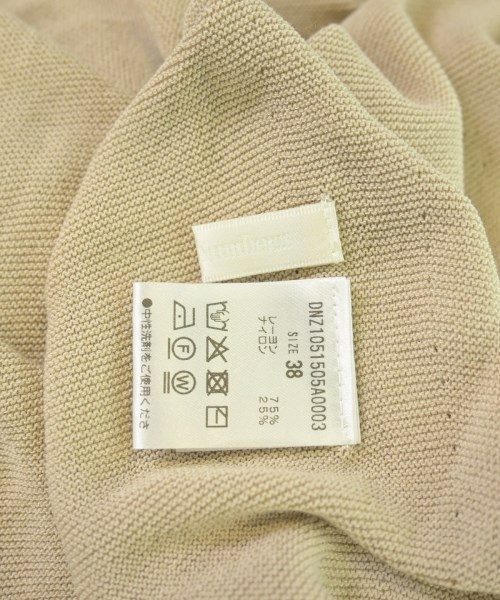 DNZ1051505A0003
SIZE 38
レーヨン 75%
ナイロン 25%
F
W
●中性洗剤をご使用くださ